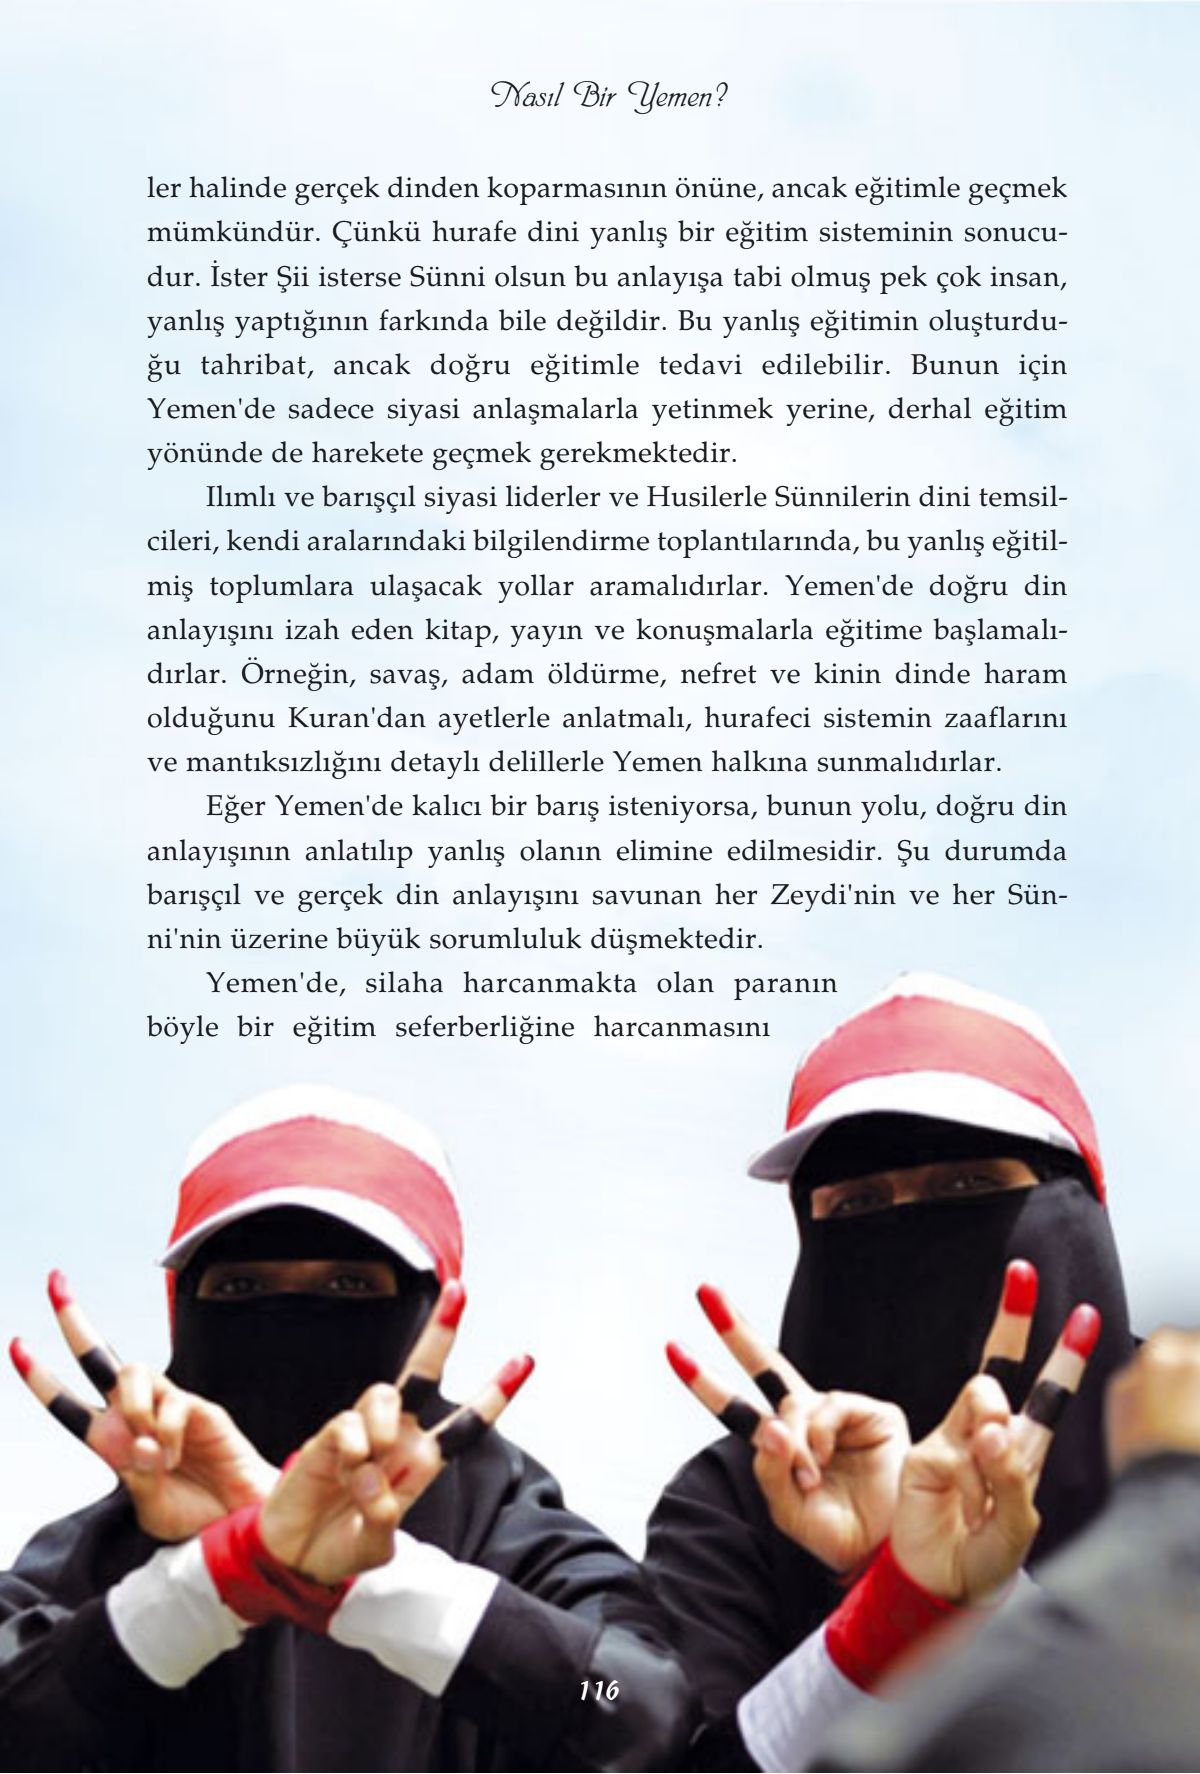 Nasıl Bir Yemen?
ler halinde gerçek dinden koparmasının önüne, ancak eğitimle geçmek
mümkündür. Çünkü hurafe dini yanlış bir eğitim sisteminin sonucu-
dur. İster Şii isterse Sünni olsun bu anlayışa tabi olmuş pek çok insan,
yanlış yaptığının farkında bile değildir. Bu yanlış eğitimin oluşturdu-
ğu tahribat, ancak doğru eğitimle tedavi edilebilir. Bunun için
Yemen'de sadece siyasi anlaşmalarla yetinmek yerine, derhal eğitim
yönünde de harekete geçmek gerekmektedir.
Ilımlı ve barışçıl siyasi liderler ve Husilerle Sünnilerin dini temsil-
cileri, kendi aralarındaki bilgilendirme toplantılarında, bu yanlış eğitil-
miş toplumlara ulaşacak yollar aramalıdırlar. Yemen'de doğru din
anlayışını izah eden kitap, yayın ve konuşmalarla eğitime başlamalı-
dırlar. Örneğin, savaş, adam öldürme, nefret ve kinin dinde haram
olduğunu Kuran'dan ayetlerle anlatmalı, hurafeci sistemin zaaflarını
ve mantıksızlığını detaylı delillerle Yemen halkına sunmalıdırlar.
Eğer Yemen'de kalıcı bir barış isteniyorsa, bunun yolu, doğru din
anlayışının anlatılıp yanlış olanın elimine edilmesidir. Şu durumda
barışçıl ve gerçek din anlayışını savunan her Zeydi'nin ve her Sün-
ni'nin üzerine büyük sorumluluk düşmektedir.
Yemen'de, silaha harcanmakta olan paranın
böyle bir eğitim seferberliğine harcanmasını
116